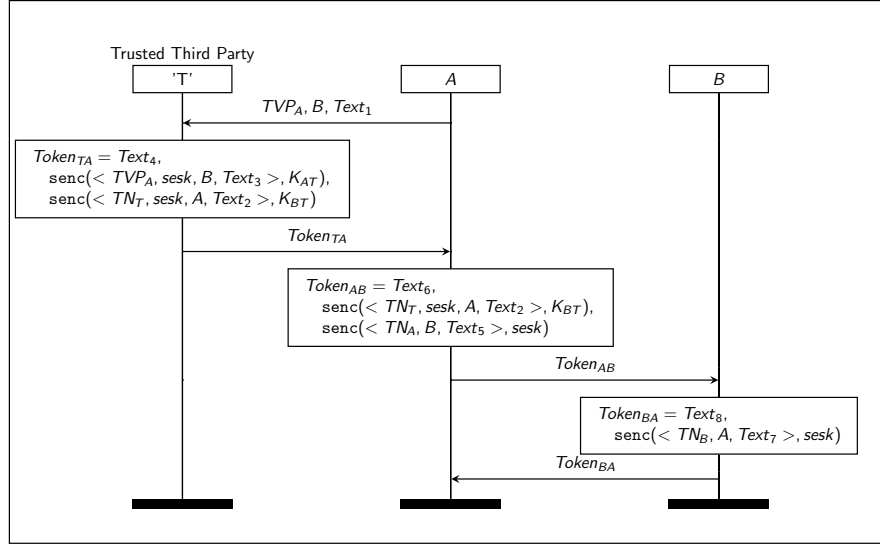 Trusted Third Party
'T'
A
B
TVP_A, B, Text_1
Token_TA = Text_4,
senc(< TVP_A, sesk, B, Text_3 >, K_AT),
senc(< TN_T, sesk, A, Text_2 >, K_BT)
Token_TA
Token_AB = Text_6,
senc(< TN_T, sesk, A, Text_2 >, K_BT),
senc(< TN_A, B, Text_5 >, sesk)
Token_AB
Token_BA = Text_8,
senc(< TN_B, A, Text_7 >, sesk)
Token_BA